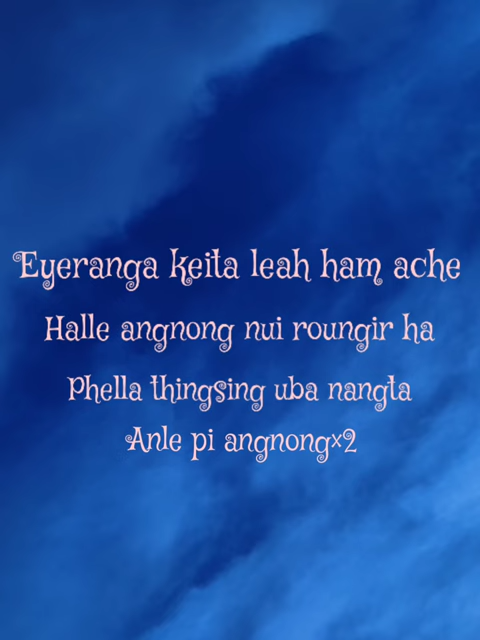 Eyeranga keita leah ham ache
Halle angnong nui roungir ha
Phella thingsing uba nangta
Anle pi angnong×2